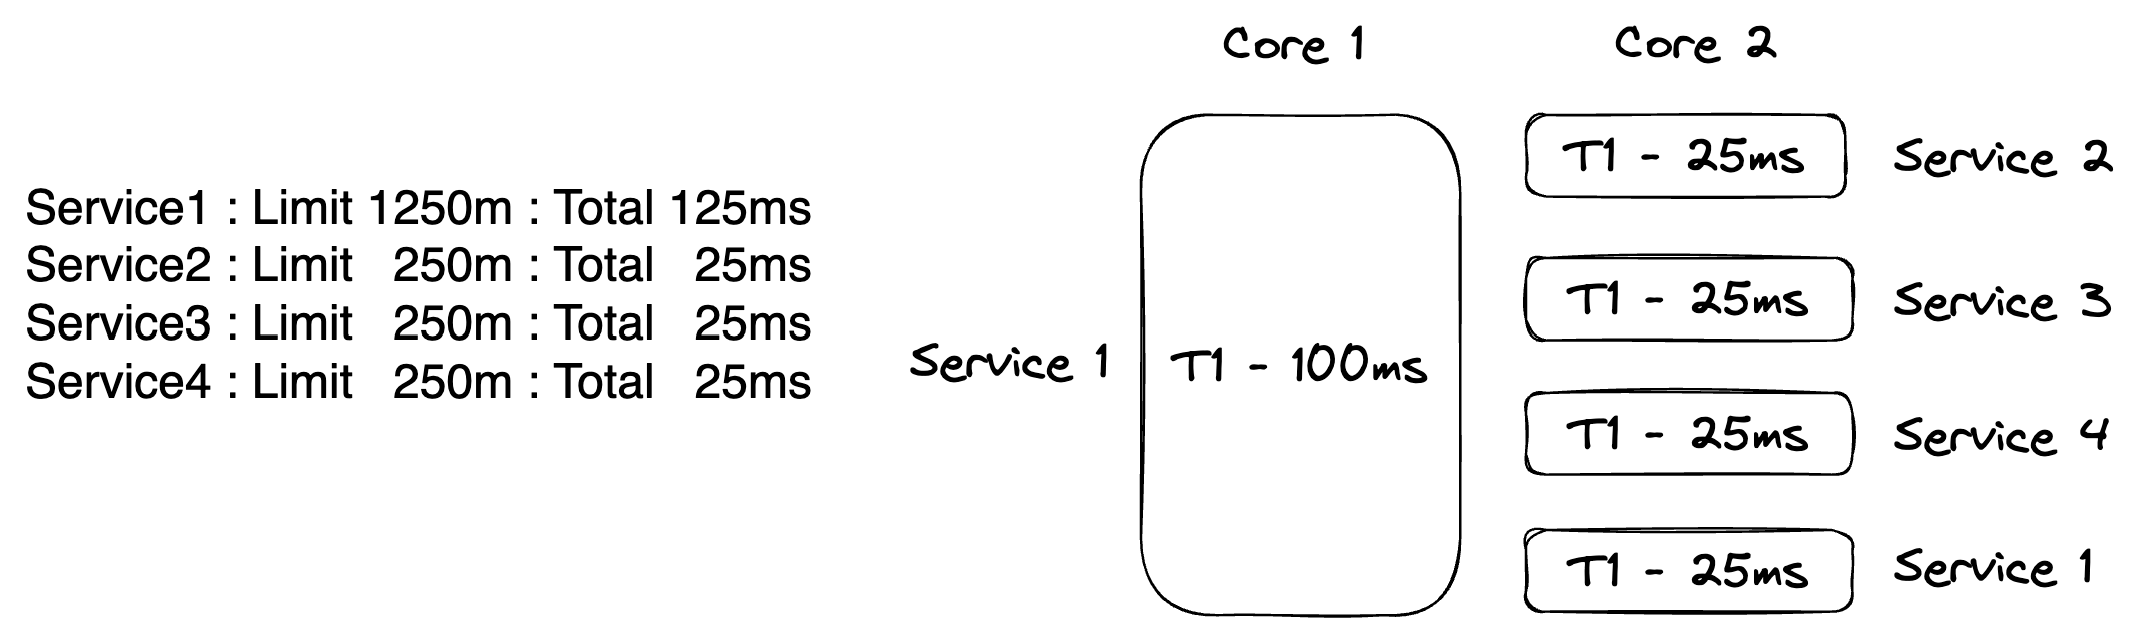 Service1 : Limit 1250m : Total 125ms
Service2 : Limit 250m : Total 25ms
Service3 : Limit 250m : Total 25ms
Service4 : Limit 250m : Total 25ms
Core 1
Service 1
T1 - 100ms
Core 2
T1 - 25ms Service 2
T1 - 25ms Service 3
T1 - 25ms Service 4
T1 - 25ms Service 1